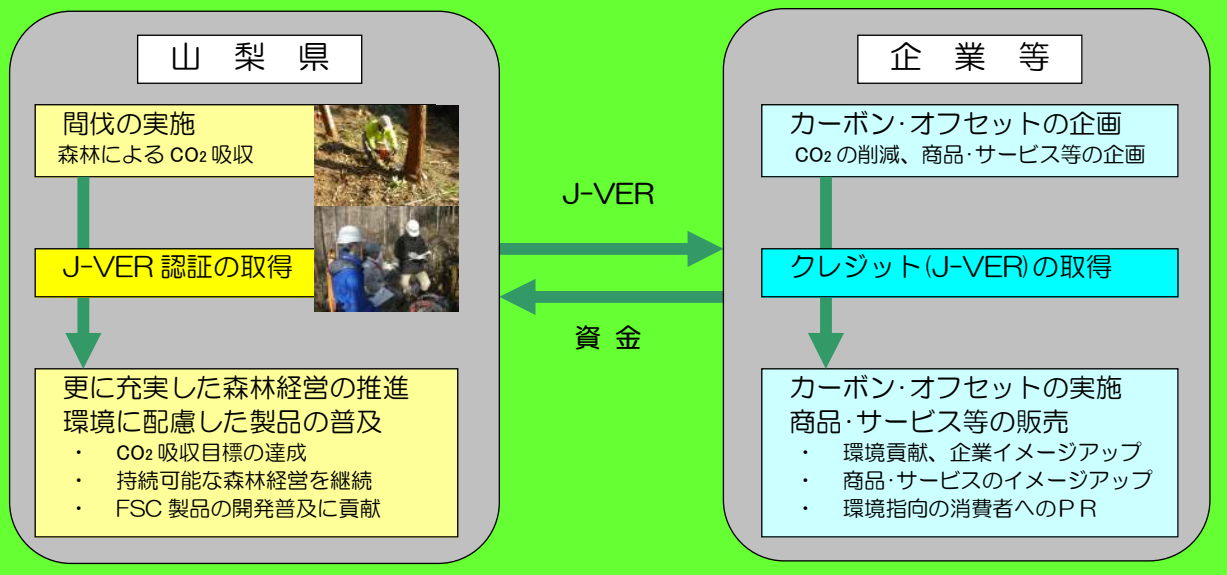 山 梨 県
間伐の実施
森林による CO₂ 吸収
J-VER 認証の取得
更に充実した森林経営の推進
環境に配慮した製品の普及
・ CO₂ 吸収目標の達成
・ 持続可能な森林経営を継続
・ FSC 製品の開発普及に貢献
J-VER
資 金
企 業 等
カーボン･オフセットの企画
CO₂ の削減、商品･サービス等の企画
クレジット(J-VER)の取得
カーボン･オフセットの実施
商品･サービス等の販売
・ 環境貢献、企業イメージアップ
・ 商品･サービスのイメージアップ
・ 環境指向の消費者へのＰＲ